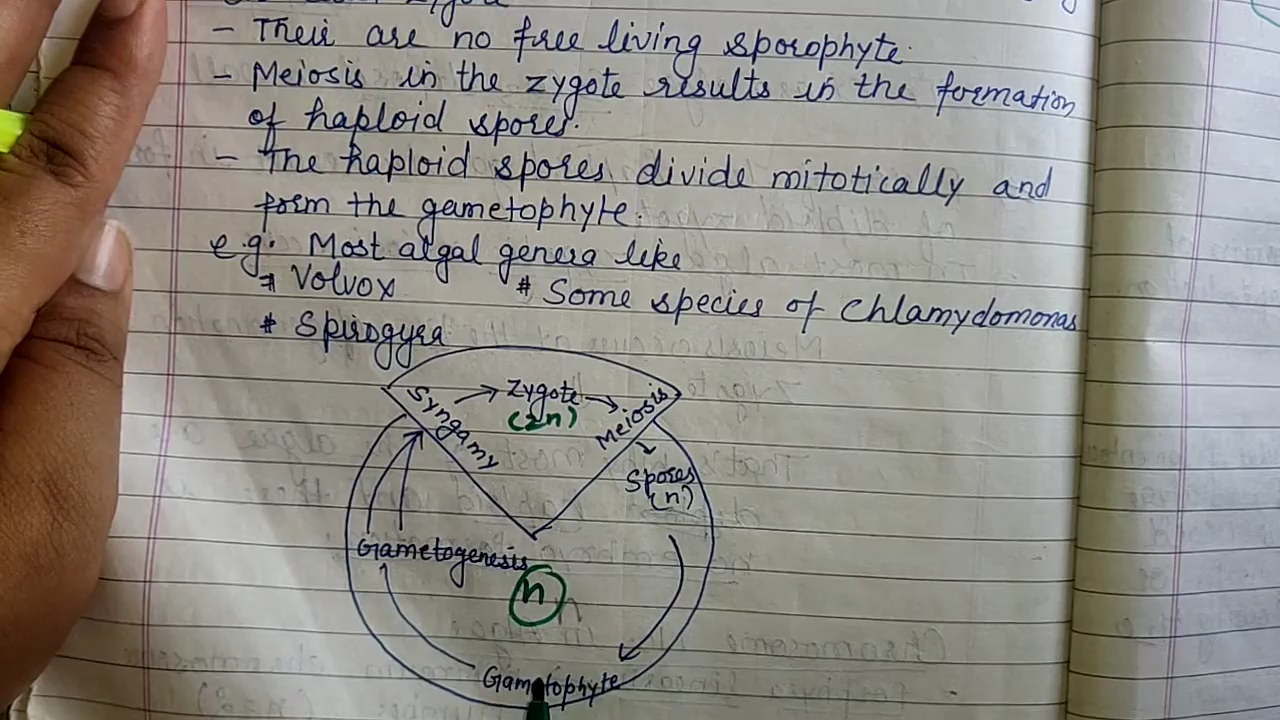 - Their are no free living sporophyte.
- Meiosis in the zygote results in the formation
of haploid spores.
- The haploid spores divide mitotically and
form the gametophyte.
e.g: Most algal genera like
* Volvox # Some species of Chlamydomonas
# Spirogyra
Syngamy → Zygote → Meiosis
(2n)
Spores
(n)
Gametogenesis
n
Gametophyte